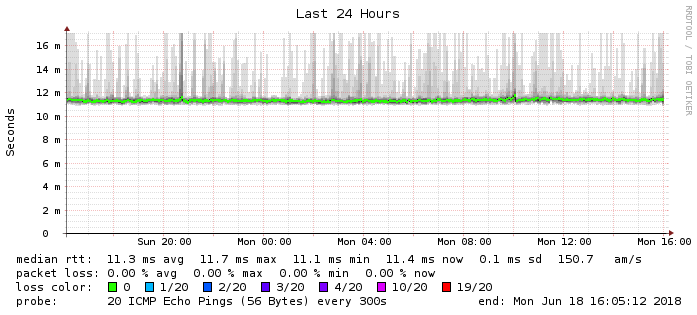 Last 24 Hours
RRDTOOL / TOBI OETIKER
Seconds
16 m
14 m
12 m
10 m
8 m
6 m
4 m
2 m
0
Sun 20:00 Mon 00:00 Mon 04:00 Mon 08:00 Mon 12:00 Mon 16:00
median rtt: 11.3 ms avg 11.7 ms max 11.1 ms min 11.4 ms now 0.1 ms sd 150.7 am/s
packet loss: 0.00 % avg 0.00 % max 0.00 % min 0.00 % now
loss color: 0 1/20 2/20 3/20 4/20 10/20 19/20
probe: 20 ICMP Echo Pings (56 Bytes) every 300s end: Mon Jun 18 16:05:12 2018